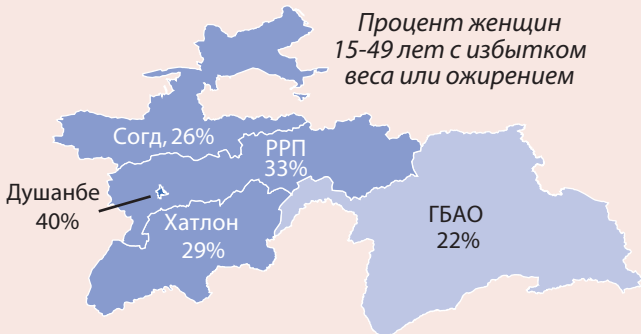 Процент женщин
15-49 лет с избытком
веса или ожирением
Согд, 26%
РРП
33%
Душанбе
40%
Хатлон
29%
ГБАО
22%